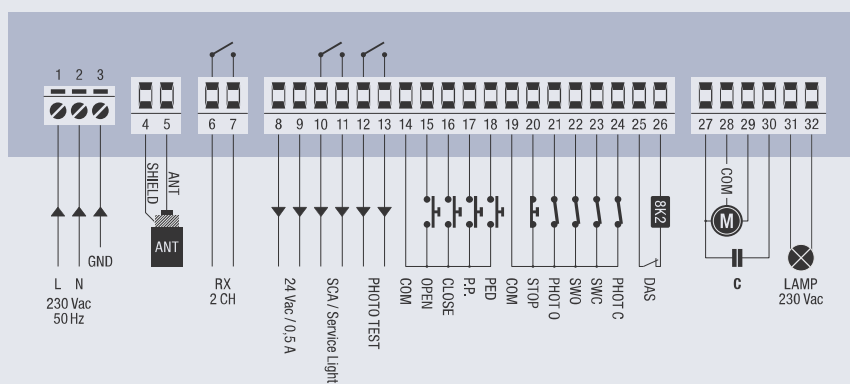 1 2 3
4 5
6 7
8 9 10 11 12 13 14 15 16 17 18 19 20 21 22 23 24 25 26
27 28 29 30 31 32
SHIELD
ANT
ANT
GND
L N
230 Vac
50 Hz
RX
2 CH
24 Vac / 0,5 A
SCA / Service Light
PHOTO TEST
COM
OPEN
CLOSE
P.P.
PED
COM
STOP
PHOT O
SWO
SWC
PHOT C
DAS
8K2
COM
M
C
LAMP
230 Vac